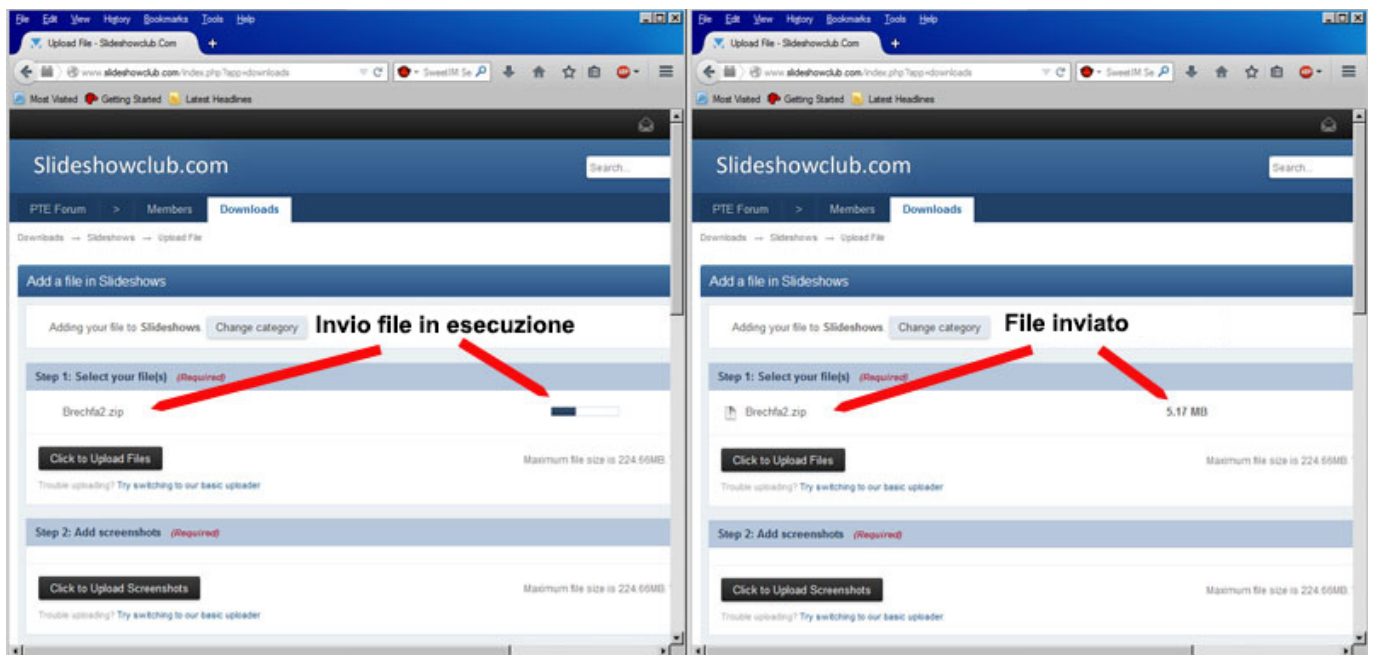 File Edit View History Bookmarks Tools Help
Upload File - Slideshowclub.Com +
www.slideshowclub.com/index.php?app=downloads
SweetIM Se
Most Visited Getting Started Latest Headlines
Slideshowclub.com
Search...
PTE Forum > Members Downloads
Downloads → Slideshows → Upload File
Add a file in Slideshows
Adding your file to Slideshows. Change category
Invio file in esecuzione
Step 1: Select your file(s) (Required)
Brechfa2.zip
Click to Upload Files
Maximum file size is 224.66MB.
Trouble uploading? Try switching to our basic uploader
Step 2: Add screenshots (Required)
Click to Upload Screenshots
Maximum file size is 224.66MB.
Trouble uploading? Try switching to our basic uploader
File Edit View History Bookmarks Tools Help
Upload File - Slideshowclub.Com +
www.slideshowclub.com/index.php?app=downloads
SweetIM Se
Most Visited Getting Started Latest Headlines
Slideshowclub.com
Search...
PTE Forum > Members Downloads
Downloads → Slideshows → Upload File
Add a file in Slideshows
Adding your file to Slideshows. Change category
File inviato
Step 1: Select your file(s) (Required)
Brechfa2.zip 5.17 MB
Click to Upload Files
Maximum file size is 224.66MB.
Trouble uploading? Try switching to our basic uploader
Step 2: Add screenshots (Required)
Click to Upload Screenshots
Maximum file size is 224.66MB.
Trouble uploading? Try switching to our basic uploader